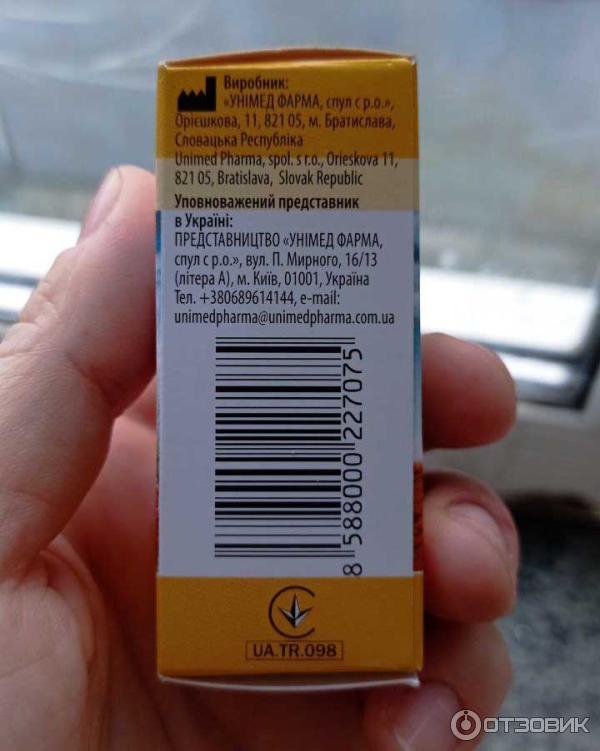 Виробник:
«УНІМЕД ФАРМА, спул с р.о.»,
Орієшкова, 11, 821 05, м. Братислава,
Словацька Республіка
Unimed Pharma, spol. s r.o., Orieskova 11,
821 05, Bratislava, Slovak Republic
Уповноважений представник
в Україні:
ПРЕДСТАВНИЦТВО «УНІМЕД ФАРМА,
спул с р.о.», вул. П. Мирного, 16/13
(літера А), м. Київ, 01001, Україна
Тел. +380689614144, e-mail:
unimedpharma@unimedpharma.com.ua
8 588000 227075
UA.TR.098
ОТЗОВИК